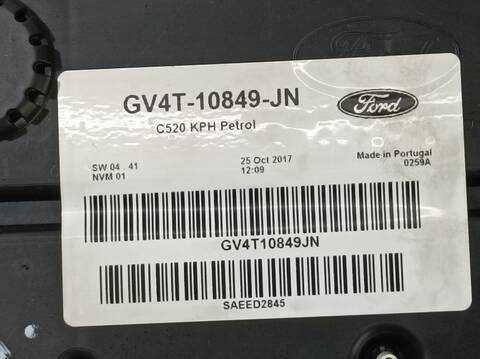 Ford
GV4T-10849-JN
Ford
C520 KPH Petrol
SW 04 . 41
25 Oct 2017
Made in Portugal
NVM 01
12:09
0259A
GV4T10849JN
SAEED2845